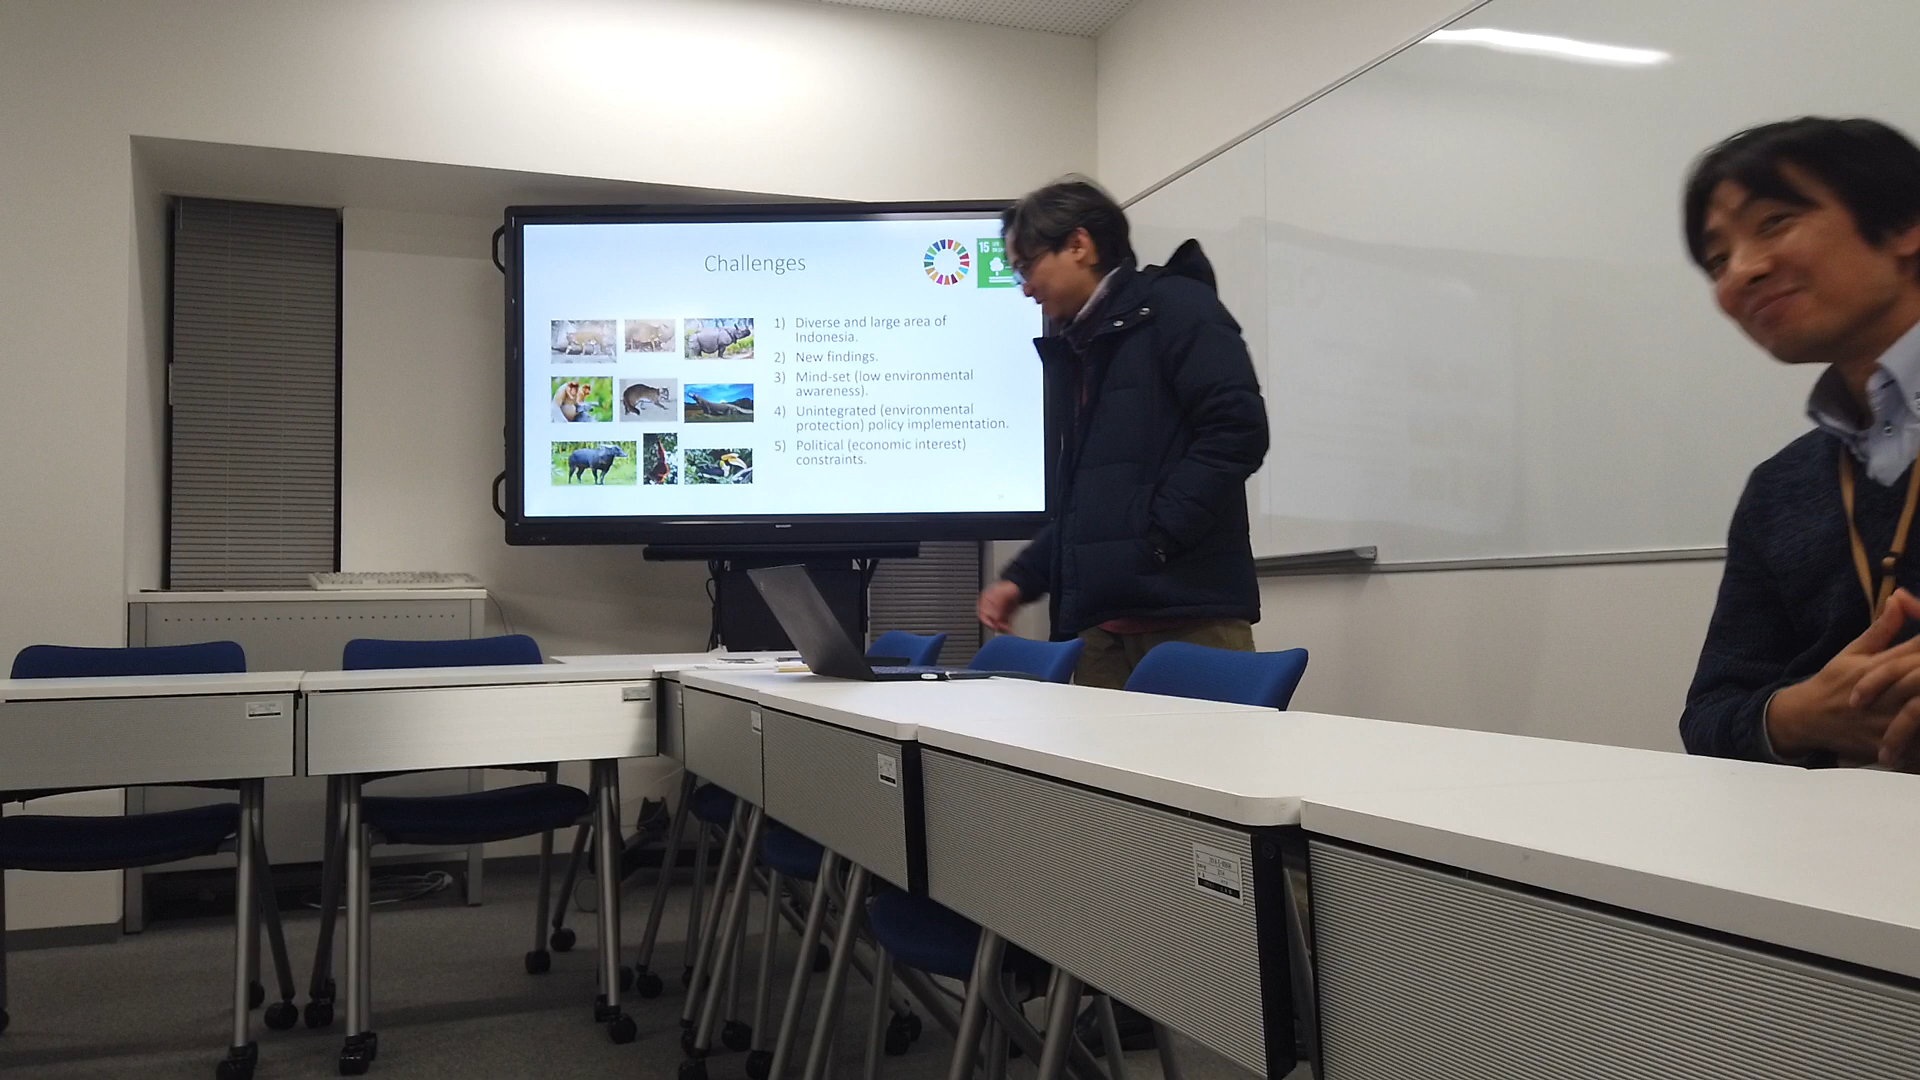 Challenges
15
1) Diverse and large area of
Indonesia.
2) New findings.
3) Mind-set (low environmental
awareness).
4) Unintegrated (environmental
protection) policy implementation.
5) Political (economic interest)
constraints.
SHARP